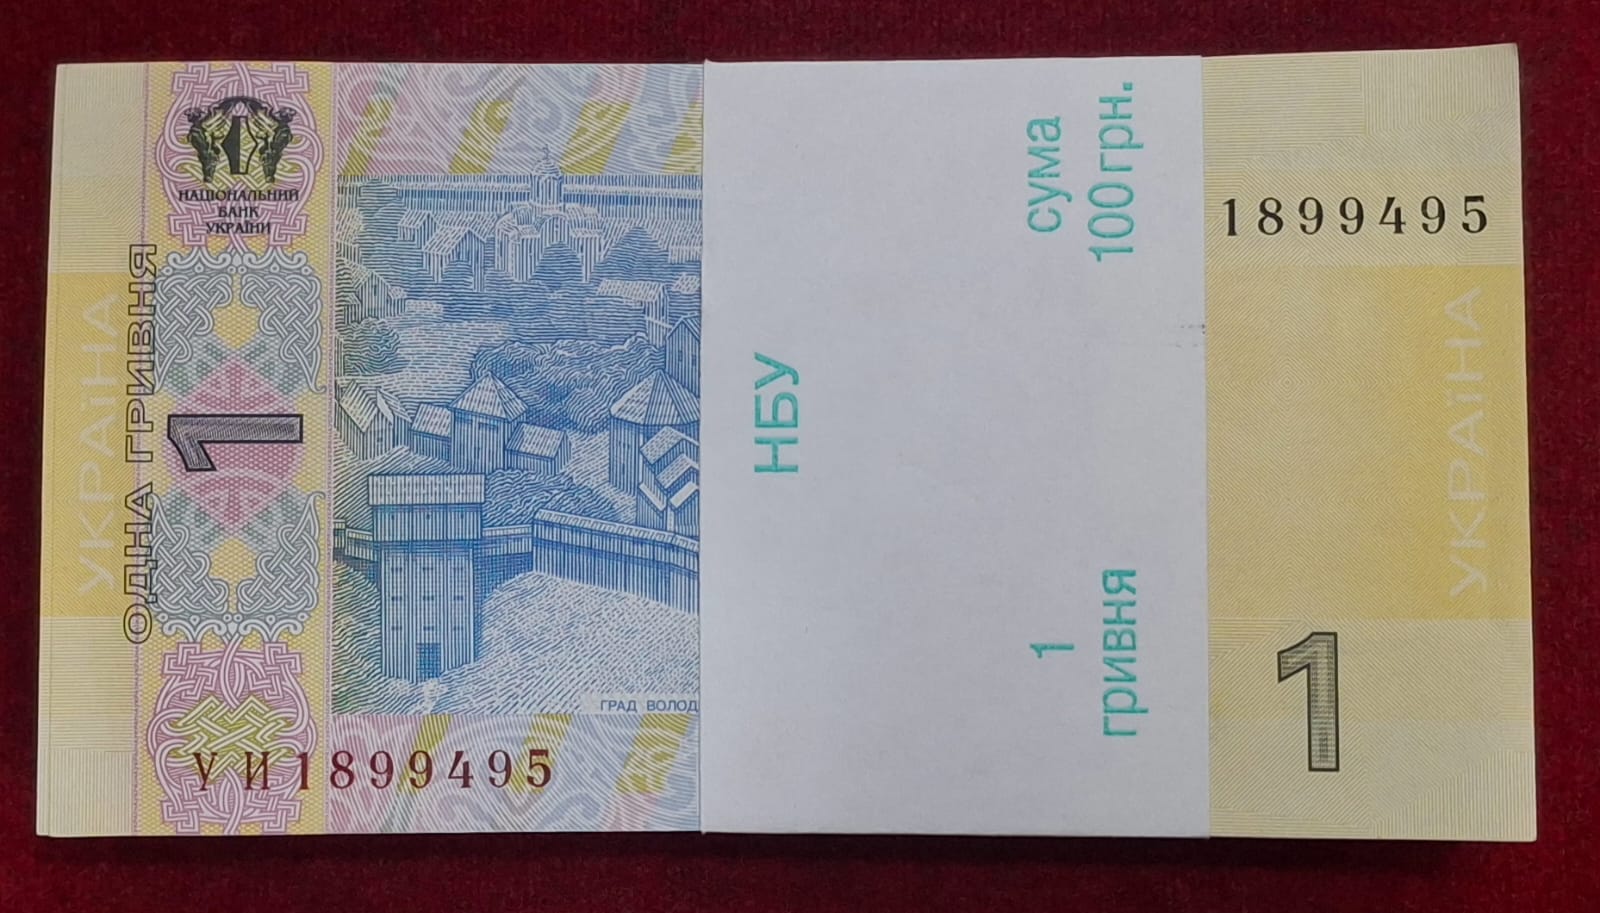 НАЦІОНАЛЬНИЙ
БАНК
УКРАЇНИ
УКРАЇНА
ОДНА ГРИВНЯ
1
ГРАД ВОЛОД
УИ1899495
НБУ
сума
100 грн.
1
гривня
1899495
УКРАЇНА
1